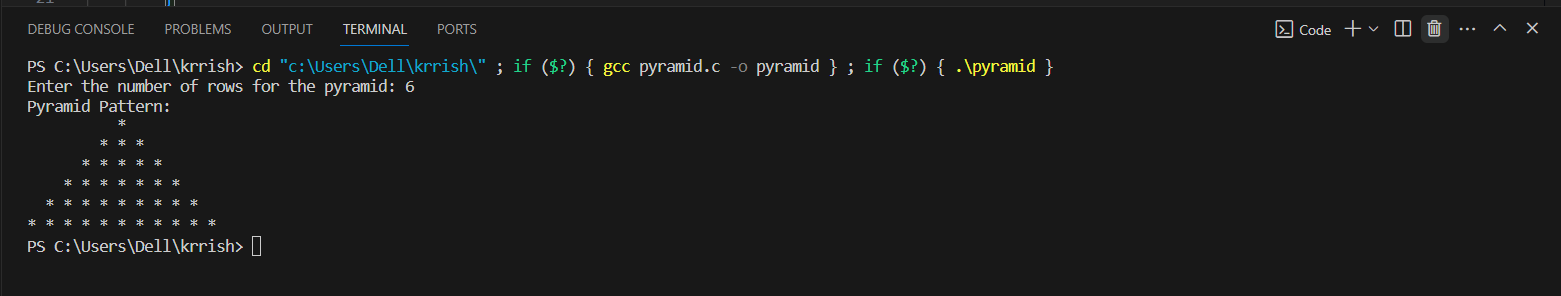 21
DEBUG CONSOLE PROBLEMS OUTPUT TERMINAL PORTS Code
PS C:\Users\Dell\krrish> cd "c:\Users\Dell\krrish\" ; if ($?) { gcc pyramid.c -o pyramid } ; if ($?) { .\pyramid }
Enter the number of rows for the pyramid: 6
Pyramid Pattern:
          *
        * * *
      * * * * *
    * * * * * * *
  * * * * * * * * *
* * * * * * * * * * *
PS C:\Users\Dell\krrish>